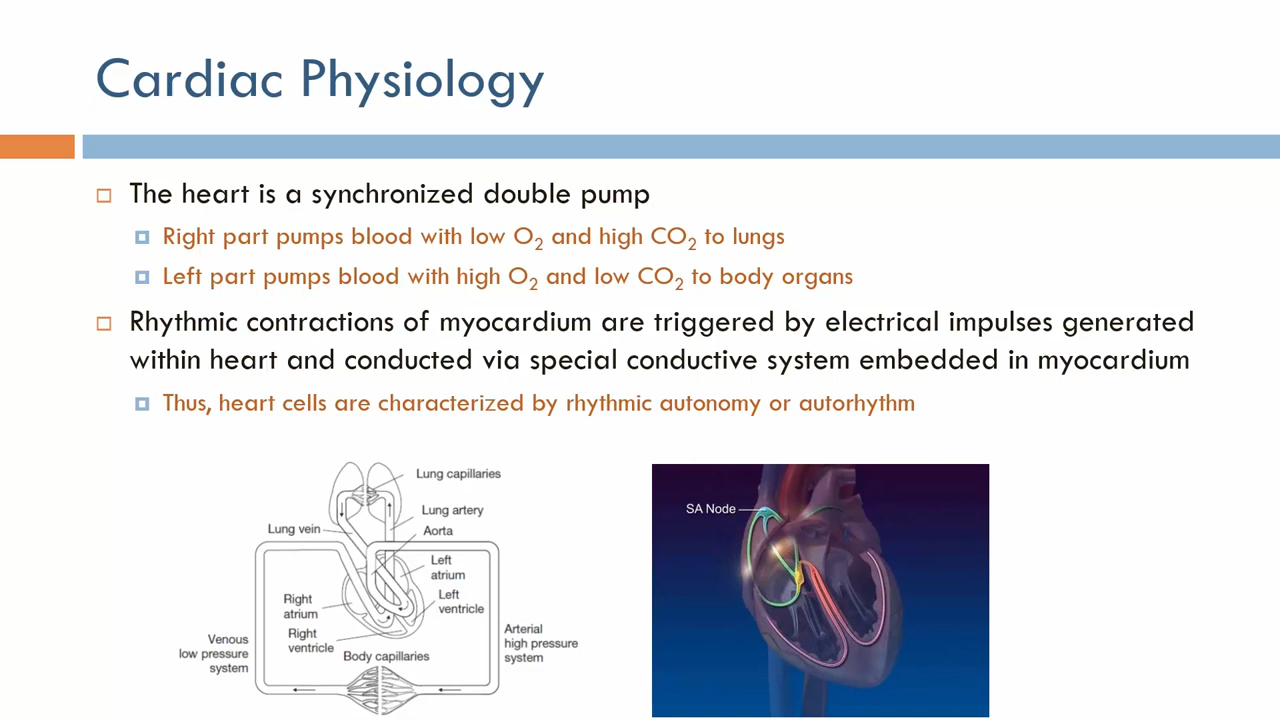 Cardiac Physiology
The heart is a synchronized double pump
Right part pumps blood with low O₂ and high CO₂ to lungs
Left part pumps blood with high O₂ and low CO₂ to body organs
Rhythmic contractions of myocardium are triggered by electrical impulses generated
within heart and conducted via special conductive system embedded in myocardium
Thus, heart cells are characterized by rhythmic autonomy or autorhythm
Lung capillaries
Lung artery
Lung vein
Aorta
Left
atrium
Left
ventricle
Right
atrium
Right
ventricle
Venous
low pressure
system
Body capillaries
Arterial
high pressure
system
SA Node